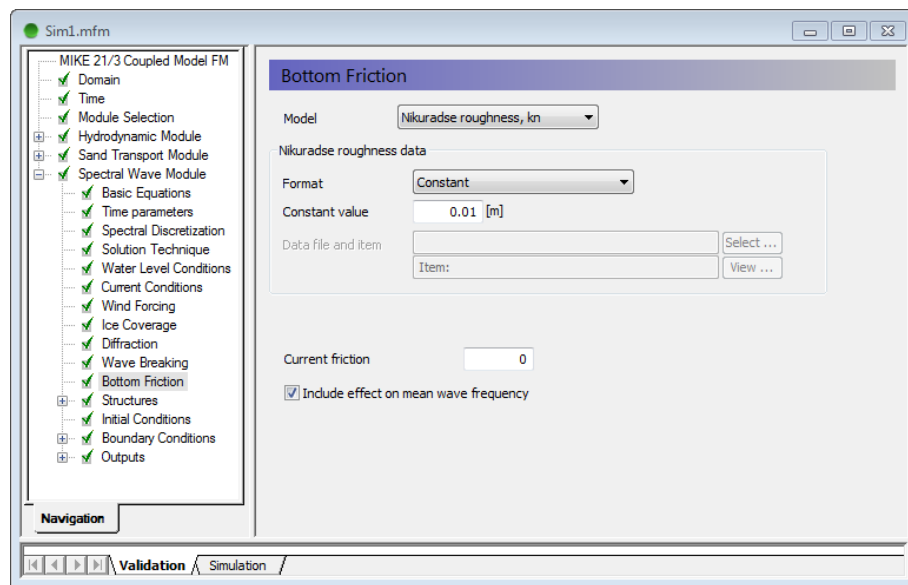 Sim1.mfm
MIKE 21/3 Coupled Model FM
Domain
Time
Module Selection
Hydrodynamic Module
Sand Transport Module
Spectral Wave Module
Basic Equations
Time parameters
Spectral Discretization
Solution Technique
Water Level Conditions
Current Conditions
Wind Forcing
Ice Coverage
Diffraction
Wave Breaking
Bottom Friction
Structures
Initial Conditions
Boundary Conditions
Outputs
Navigation
Bottom Friction
Model Nikuradse roughness, kn
Nikuradse roughness data
Format Constant
Constant value 0.01 [m]
Data file and item Select ...
Item: View ...
Current friction 0
Include effect on mean wave frequency
Validation Simulation